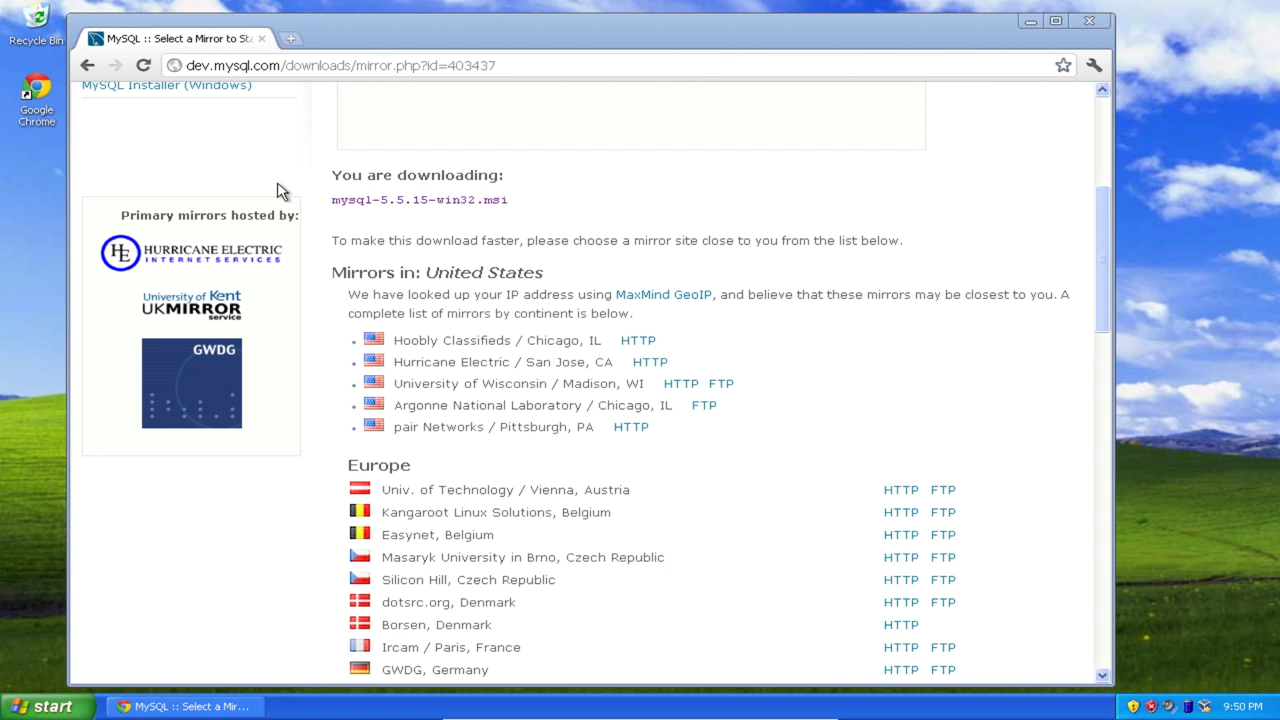 MySQL :: Select a Mirror to Sta
Recycle Bin
dev.mysql.com/downloads/mirror.php?id=403437
MySQL Installer (Windows)
Google
Chrome
You are downloading:
mysql-5.5.15-win32.msi
Primary mirrors hosted by:
HE HURRICANE ELECTRIC
INTERNET SERVICES
University of Kent
UKMIRROR
service
GWDG
To make this download faster, please choose a mirror site close to you from the list below.
Mirrors in: United States
We have looked up your IP address using MaxMind GeoIP, and believe that these mirrors may be closest to you. A
complete list of mirrors by continent is below.
Hoobly Classifieds / Chicago, IL HTTP
Hurricane Electric / San Jose, CA HTTP
University of Wisconsin / Madison, WI HTTP FTP
Argonne National Laboratory / Chicago, IL FTP
pair Networks / Pittsburgh, PA HTTP
Europe
Univ. of Technology / Vienna, Austria HTTP FTP
Kangaroot Linux Solutions, Belgium HTTP FTP
Easynet, Belgium HTTP FTP
Masaryk University in Brno, Czech Republic HTTP FTP
Silicon Hill, Czech Republic HTTP FTP
dotsrc.org, Denmark HTTP FTP
Borsen, Denmark HTTP
Ircam / Paris, France HTTP FTP
GWDG, Germany HTTP FTP
start
MySQL :: Select a Mir...
9:50 PM